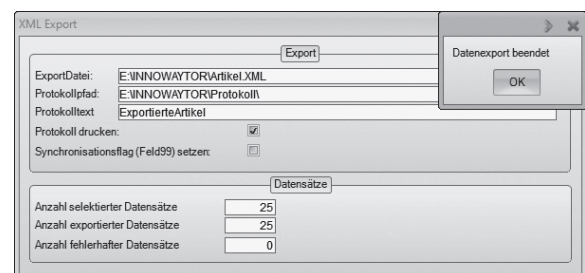 XML Export
Export
ExportDatei: E:\INNOWAYTOR\Artikel.XML
Protokollpfad: E:\INNOWAYTOR\Protokoll\
Protokolltext ExportierteArtikel
Protokoll drucken:
Synchronisationsflag (Feld99) setzen:
Datensätze
Anzahl selektierter Datensätze 25
Anzahl exportierter Datensätze 25
Anzahl fehlerhafter Datensätze 0
Datenexport beendet
OK